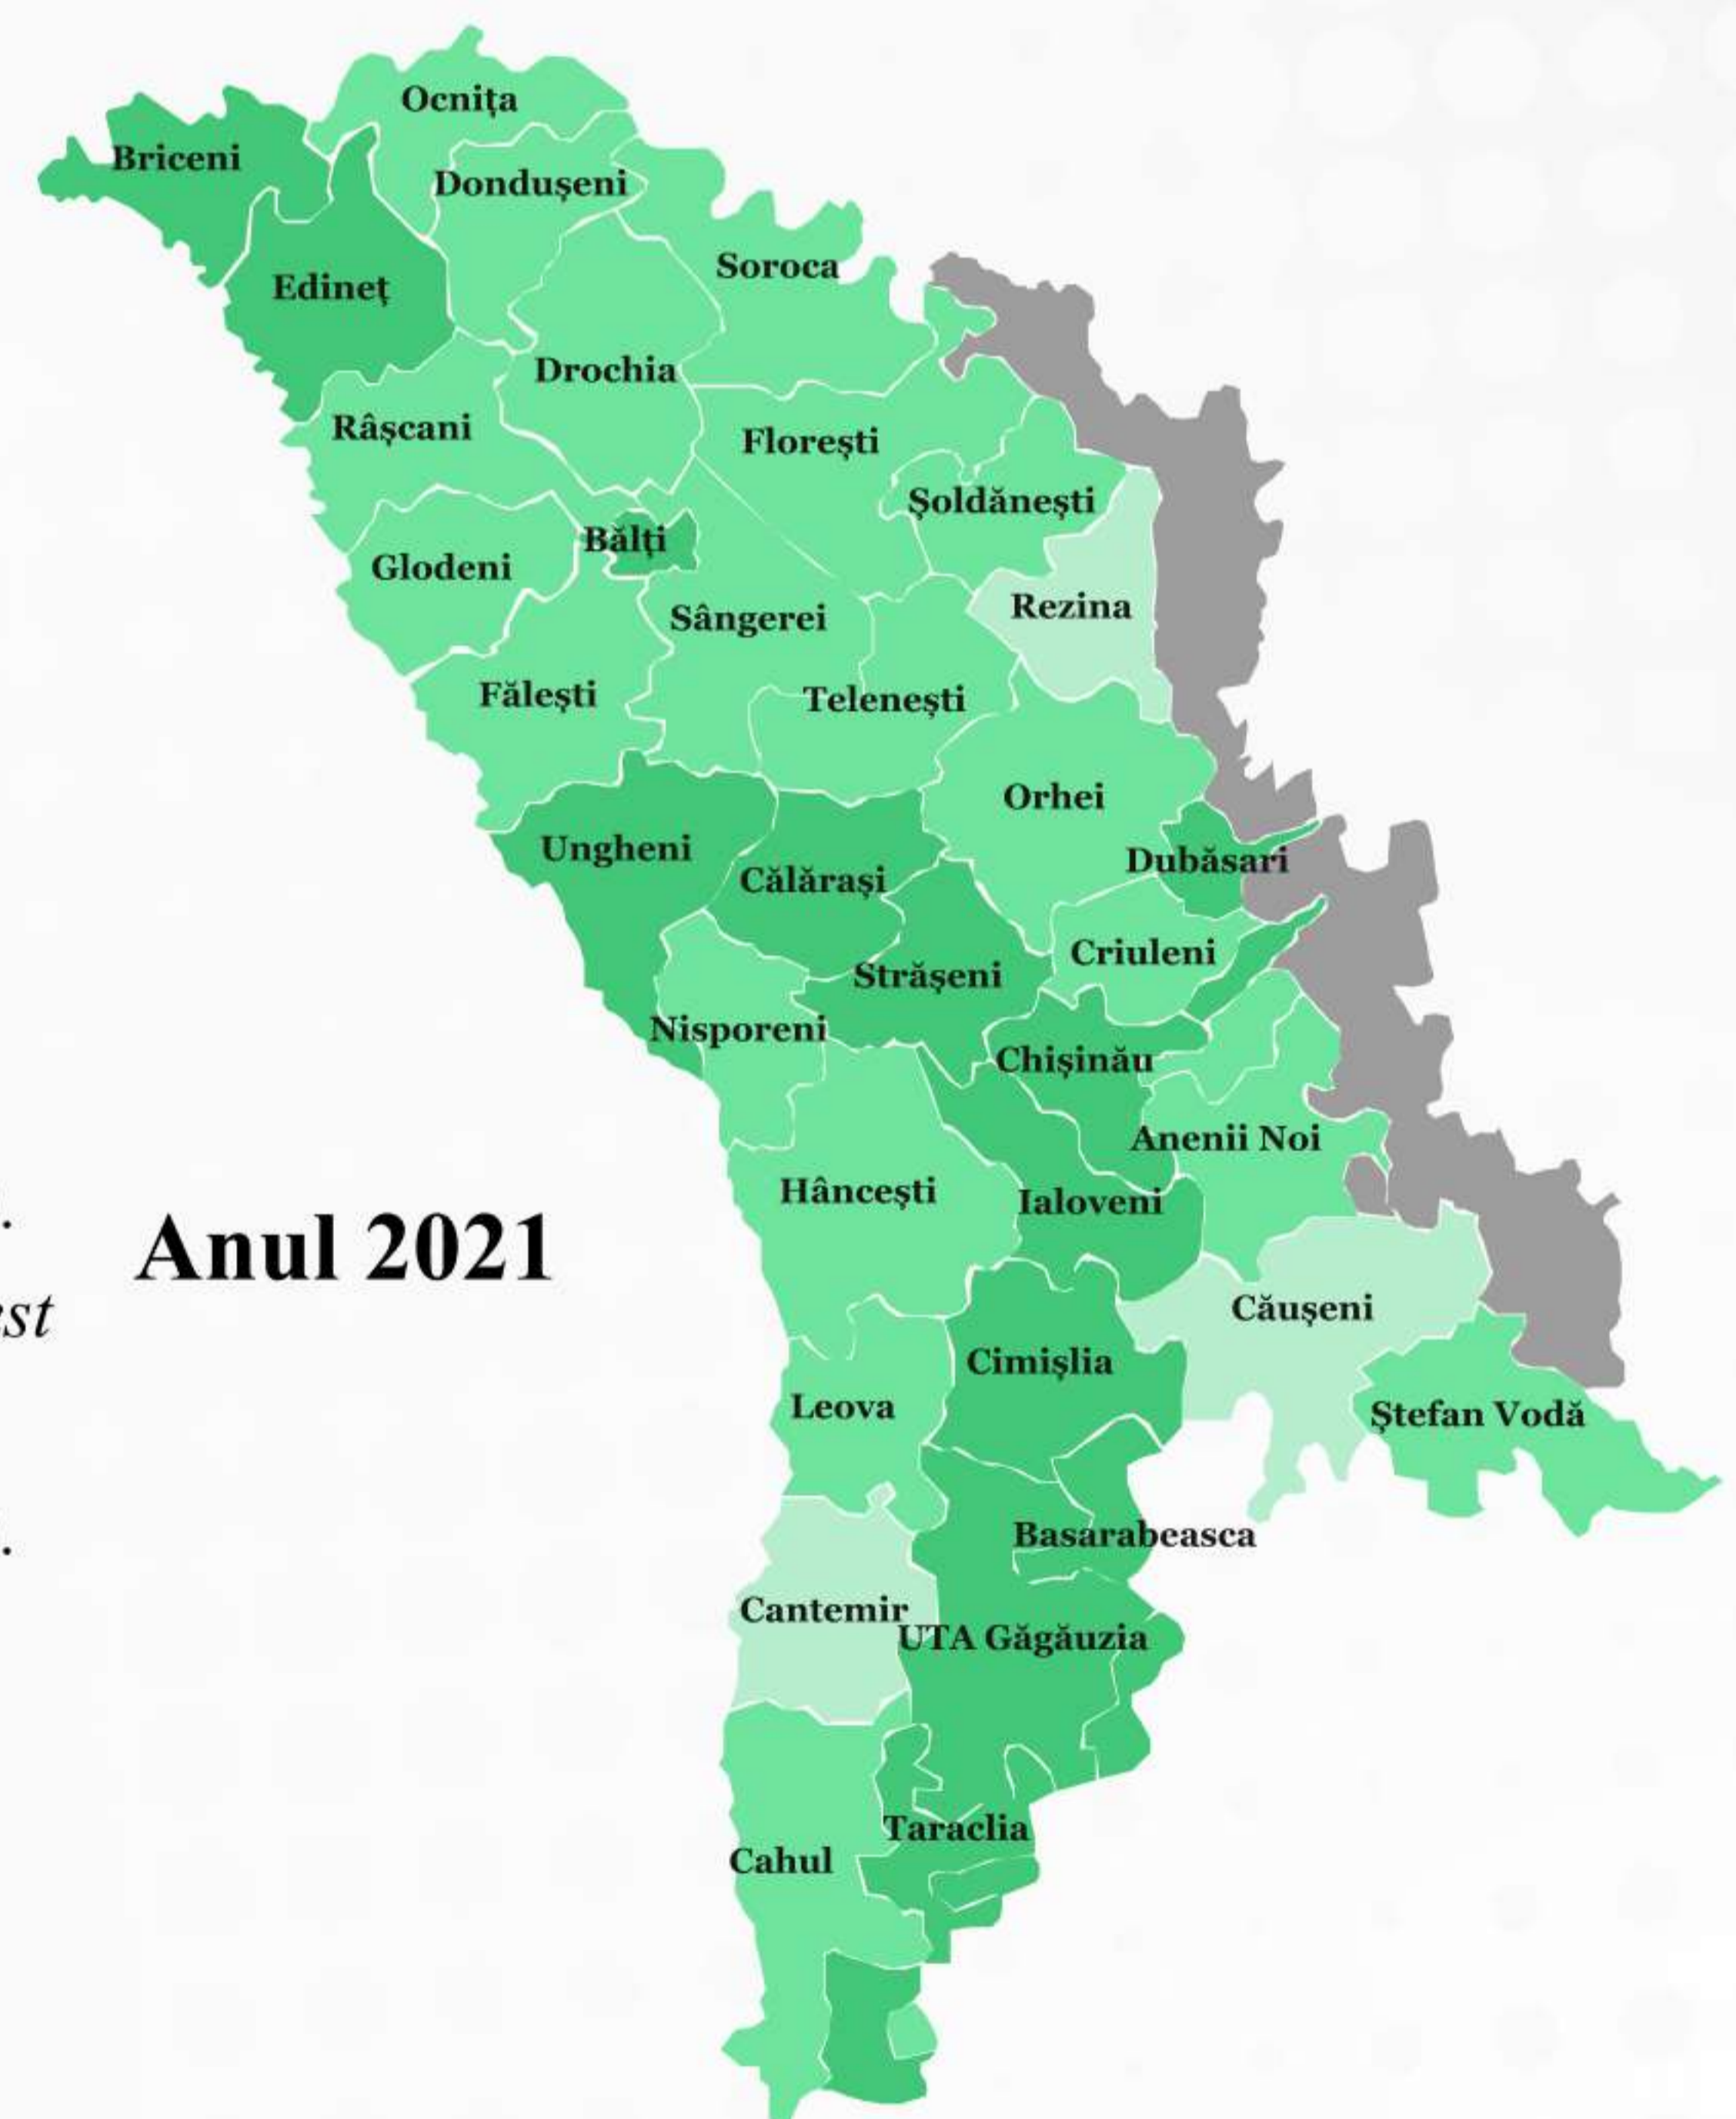 Ocnița
Briceni
Dondușeni
Soroca
Edineț
Drochia
Râșcani
Florești
Șoldănești
Bălți
Glodeni
Rezina
Sângerei
Fălești
Telenești
Orhei
Ungheni
Dubăsari
Călărași
Criuleni
Strășeni
Nisporeni
Chișinău
Anenii Noi
Hâncești
Ialoveni
.
Anul 2021
st
Căușeni
Cimișlia
Leova
Ștefan Vodă
Basarabeasca
.
Cantemir
UTA Găgăuzia
Taraclia
Cahul